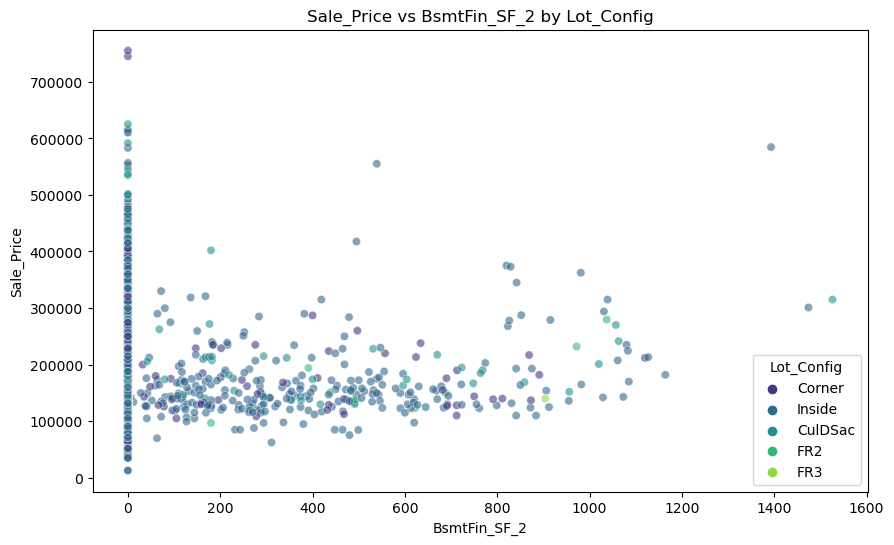 Sale_Price vs BsmtFin_SF_2 by Lot_Config
Sale_Price
700000
600000
500000
400000
300000
200000
100000
0
Lot_Config
Corner
Inside
CulDSac
FR2
FR3
0 200 400 600 800 1000 1200 1400 1600
BsmtFin_SF_2